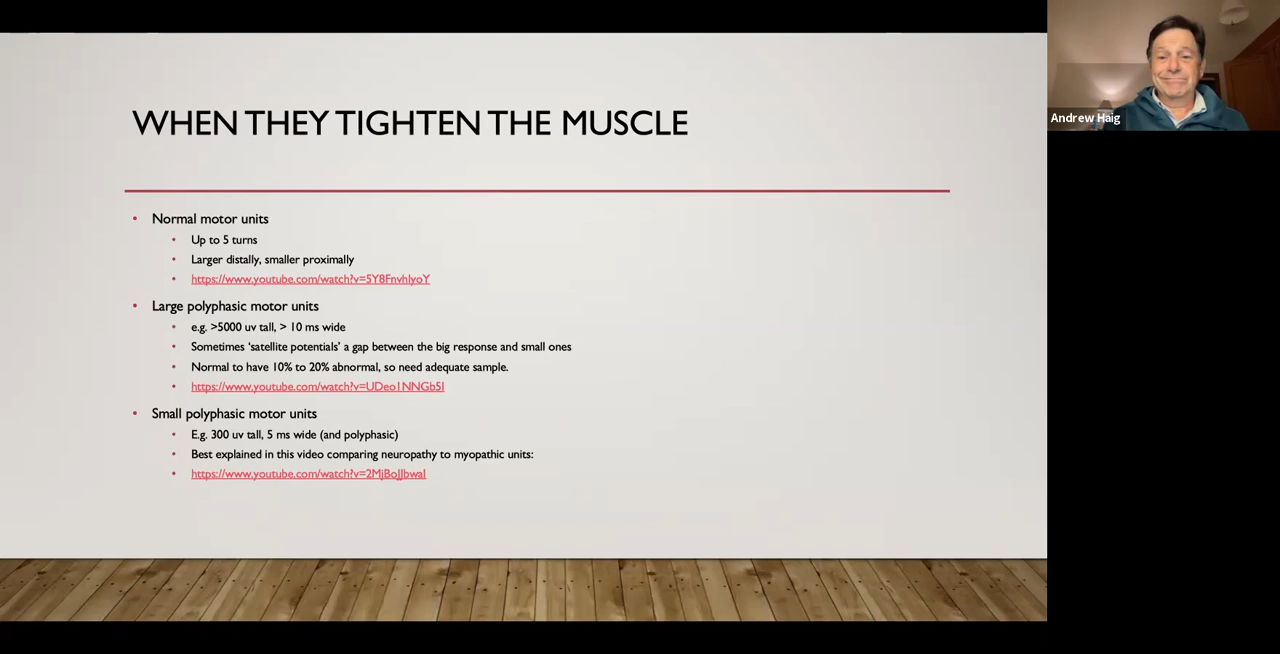 WHEN THEY TIGHTEN THE MUSCLE
• Normal motor units
• Up to 5 turns
• Larger distally, smaller proximally
• https://www.youtube.com/watch?v=5Y8FnvhIyoY
• Large polyphasic motor units
• e.g. >5000 uv tall, > 10 ms wide
• Sometimes ‘satellite potentials’ a gap between the big response and small ones
• Normal to have 10% to 20% abnormal, so need adequate sample.
• https://www.youtube.com/watch?v=UDeo1NNGb5I
• Small polyphasic motor units
• E.g. 300 uv tall, 5 ms wide (and polyphasic)
• Best explained in this video comparing neuropathy to myopathic units:
• https://www.youtube.com/watch?v=2MjBoJJbwaI
Andrew Haig